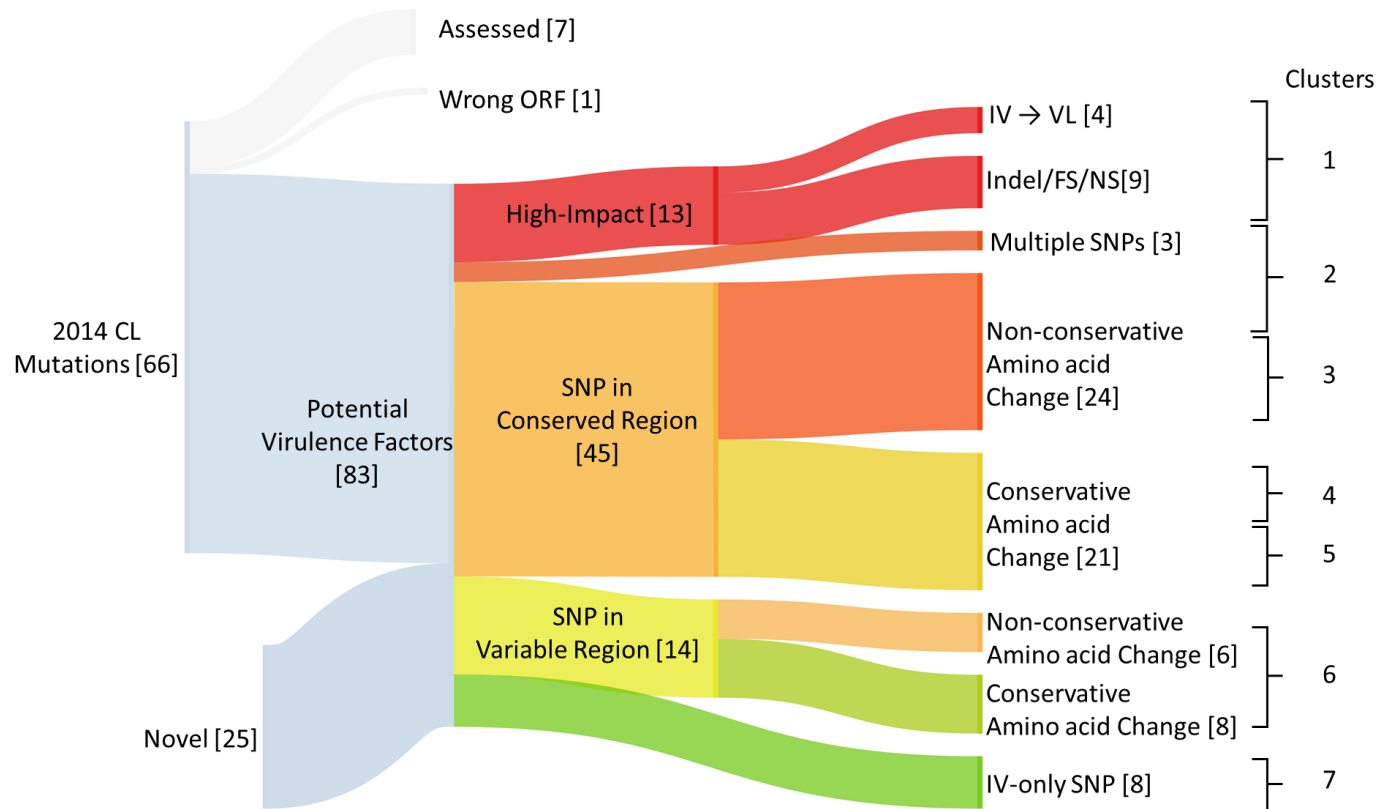 Assessed [7]
Wrong ORF [1]
2014 CL
Mutations [66]
Novel [25]
Potential
Virulence Factors
[83]
High-Impact [13]
SNP in
Conserved Region
[45]
SNP in
Variable Region [14]
IV → VL [4]
Indel/FS/NS[9]
Multiple SNPs [3]
Non-conservative
Amino acid
Change [24]
Conservative
Amino acid
Change [21]
Non-conservative
Amino acid Change [6]
Conservative
Amino acid Change [8]
IV-only SNP [8]
Clusters
1
2
3
4
5
6
7